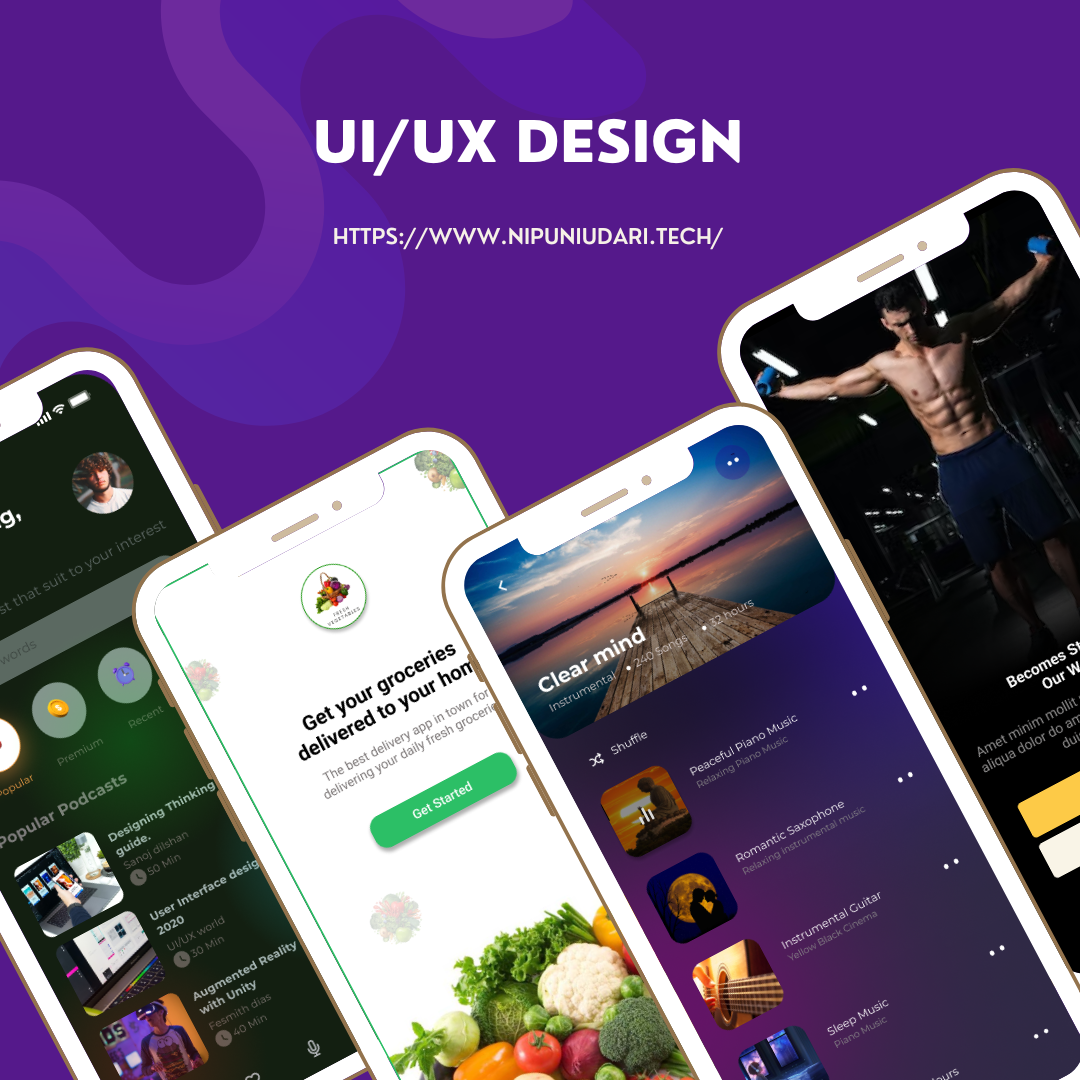 UI/UX DESIGN
HTTPS://WWW.NIPUNIUDARI.TECH/
st that suit to your interest
words
Popular
Premium
Recent
Popular Podcasts
Designing Thinking
guide.
Sanoj dilshan
50 Min
User Interface desig
2020
UI/UX world
30 Min
Augmented Reality
with Unity
Fesmith dias
40 Min
FRESH
VEGETABLES
Get your groceries
delivered to your hom
The best delivery app in town for
delivering your daily fresh grocerie
Get Started
Clear mind
Instrumental • 240 Songs • 32 hours
Shuffle
Peaceful Piano Music
Relaxing Piano Music
Romantic Saxophone
Relaxing instrumental music
Instrumental Guitar
Yellow Black Cinema
Sleep Music
Piano Music
Becomes St
Our W
Amet minim mollit
aliqua dolor do am
dui